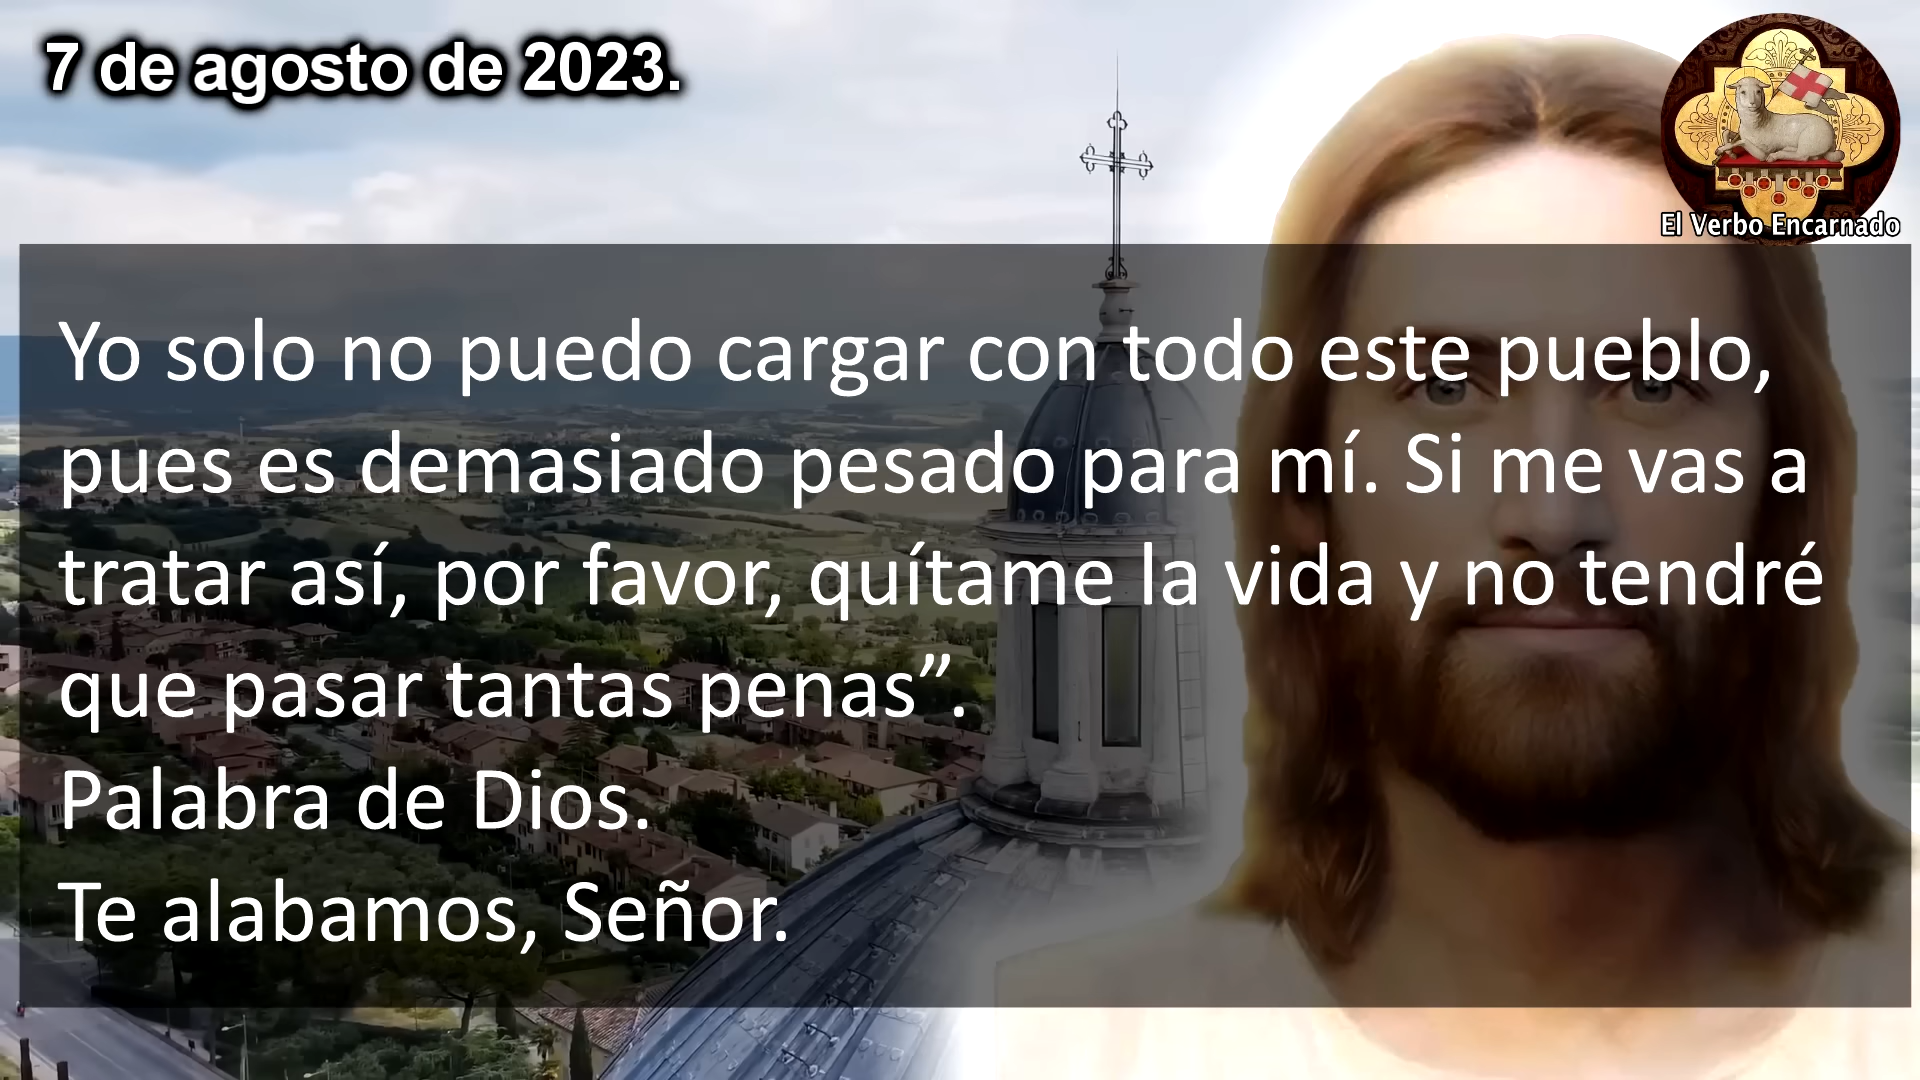 7 de agosto de 2023.
El Verbo Encarnado
Yo solo no puedo cargar con todo este pueblo,
pues es demasiado pesado para mí. Si me vas a
tratar así, por favor, quítame la vida y no tendré
que pasar tantas penas”.
Palabra de Dios.
Te alabamos, Señor.